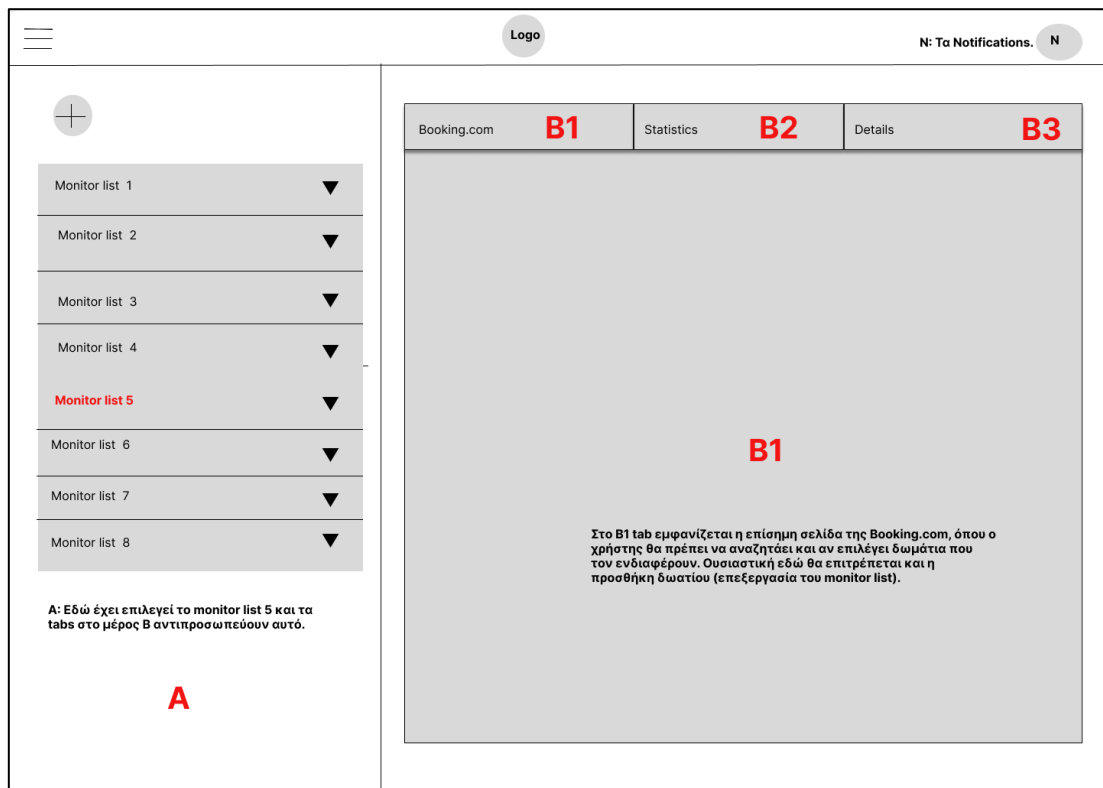 Logo
N: Τα Notifications.
N
Booking.com
B1
Statistics
B2
Details
B3
Monitor list 1
Monitor list 2
Monitor list 3
Monitor list 4
Monitor list 5
Monitor list 6
Monitor list 7
Monitor list 8
Α: Εδώ έχει επιλεγεί το monitor list 5 και τα
tabs στο μέρος Β αντιπροσωπεύουν αυτό.
A
B1
Στο B1 tab εμφανίζεται η επίσημη σελίδα της Booking.com, όπου ο
χρήστης θα πρέπει να αναζητάει και αν επιλέγει δωμάτια που
τον ενδιαφέρουν. Ουσιαστική εδώ θα επιτρέπεται και η
προσθήκη δωατίου (επεξεργασία του monitor list).